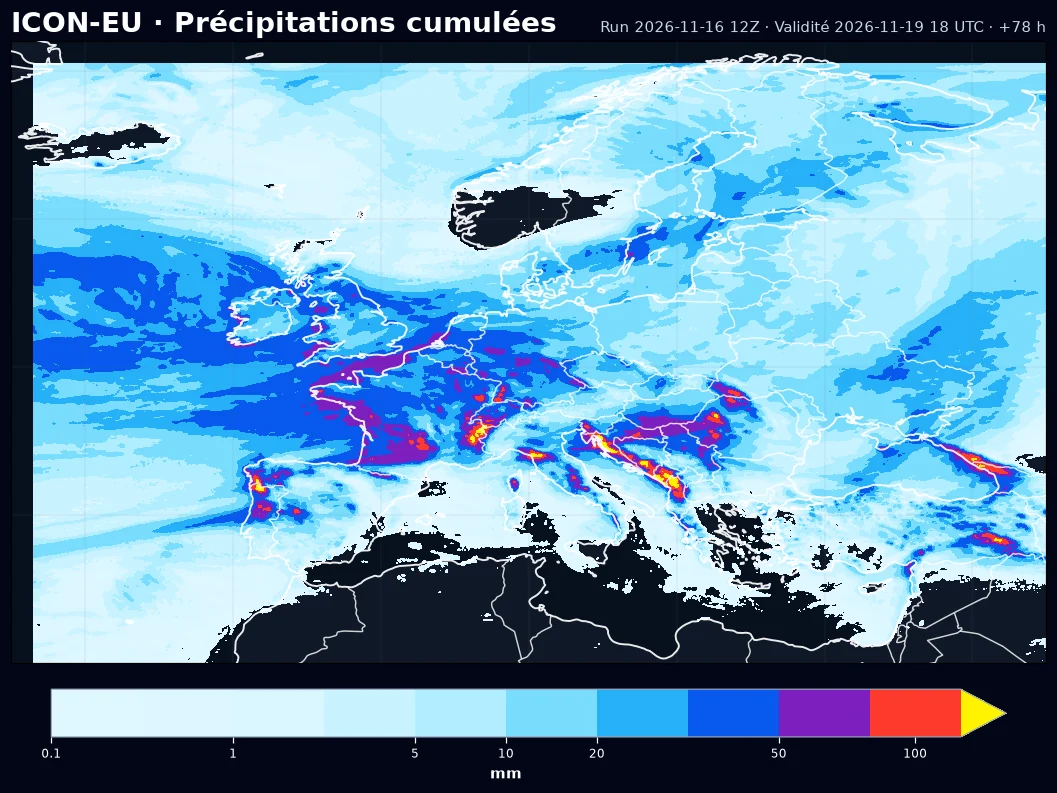 ICON-EU · Précipitations cumulées
Run 2026-11-16 12Z · Validité 2026-11-19 18 UTC · +78 h
0.1 1 5 10 20 50 100
mm